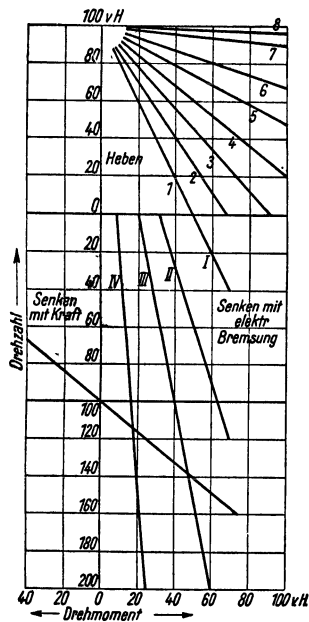 100 v H
8
7
80
6
60
5
40
4
Heben
3
20
2
1
0
20
I
IV
III
II
40
Senken mit Kraft
Senken mit elektr Bremsung
60
Drehzahl
80
100
120
140
160
180
200
40 20 0 20 40 60 80 100 v.H.
Drehmoment